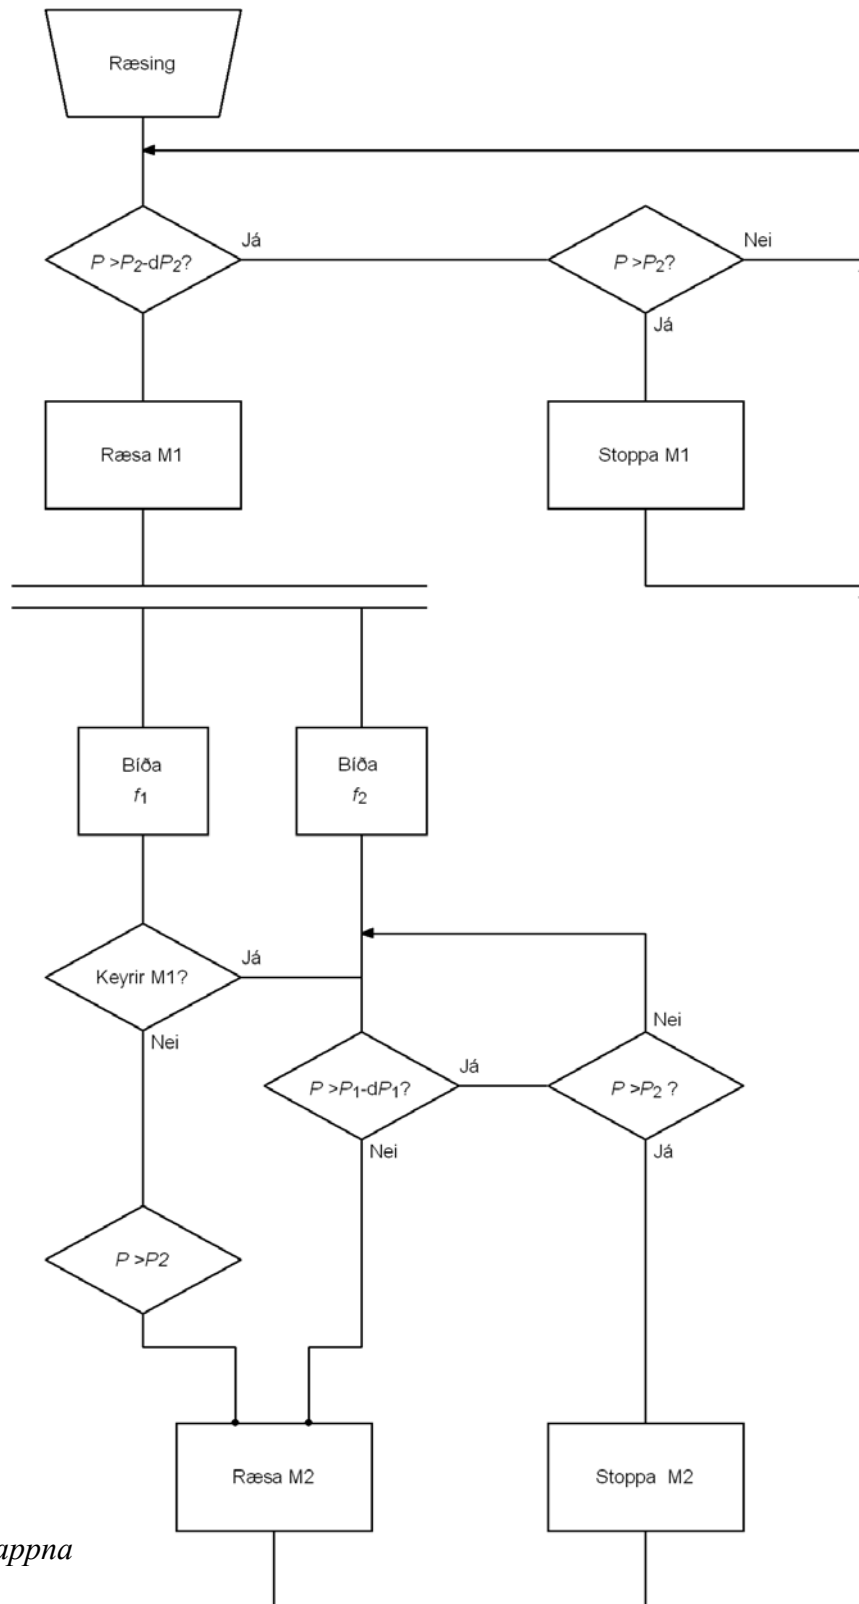 Ræsing
P >P2-dP2?
Já
P >P2?
Nei
Já
Ræsa M1
Stoppa M1
Bíða
f1
Bíða
f2
Keyrir M1?
Já
Nei
P >P1-dP1?
Já
Nei
P >P2 ?
Nei
Já
P >P2
Ræsa M2
Stoppa M2
appna